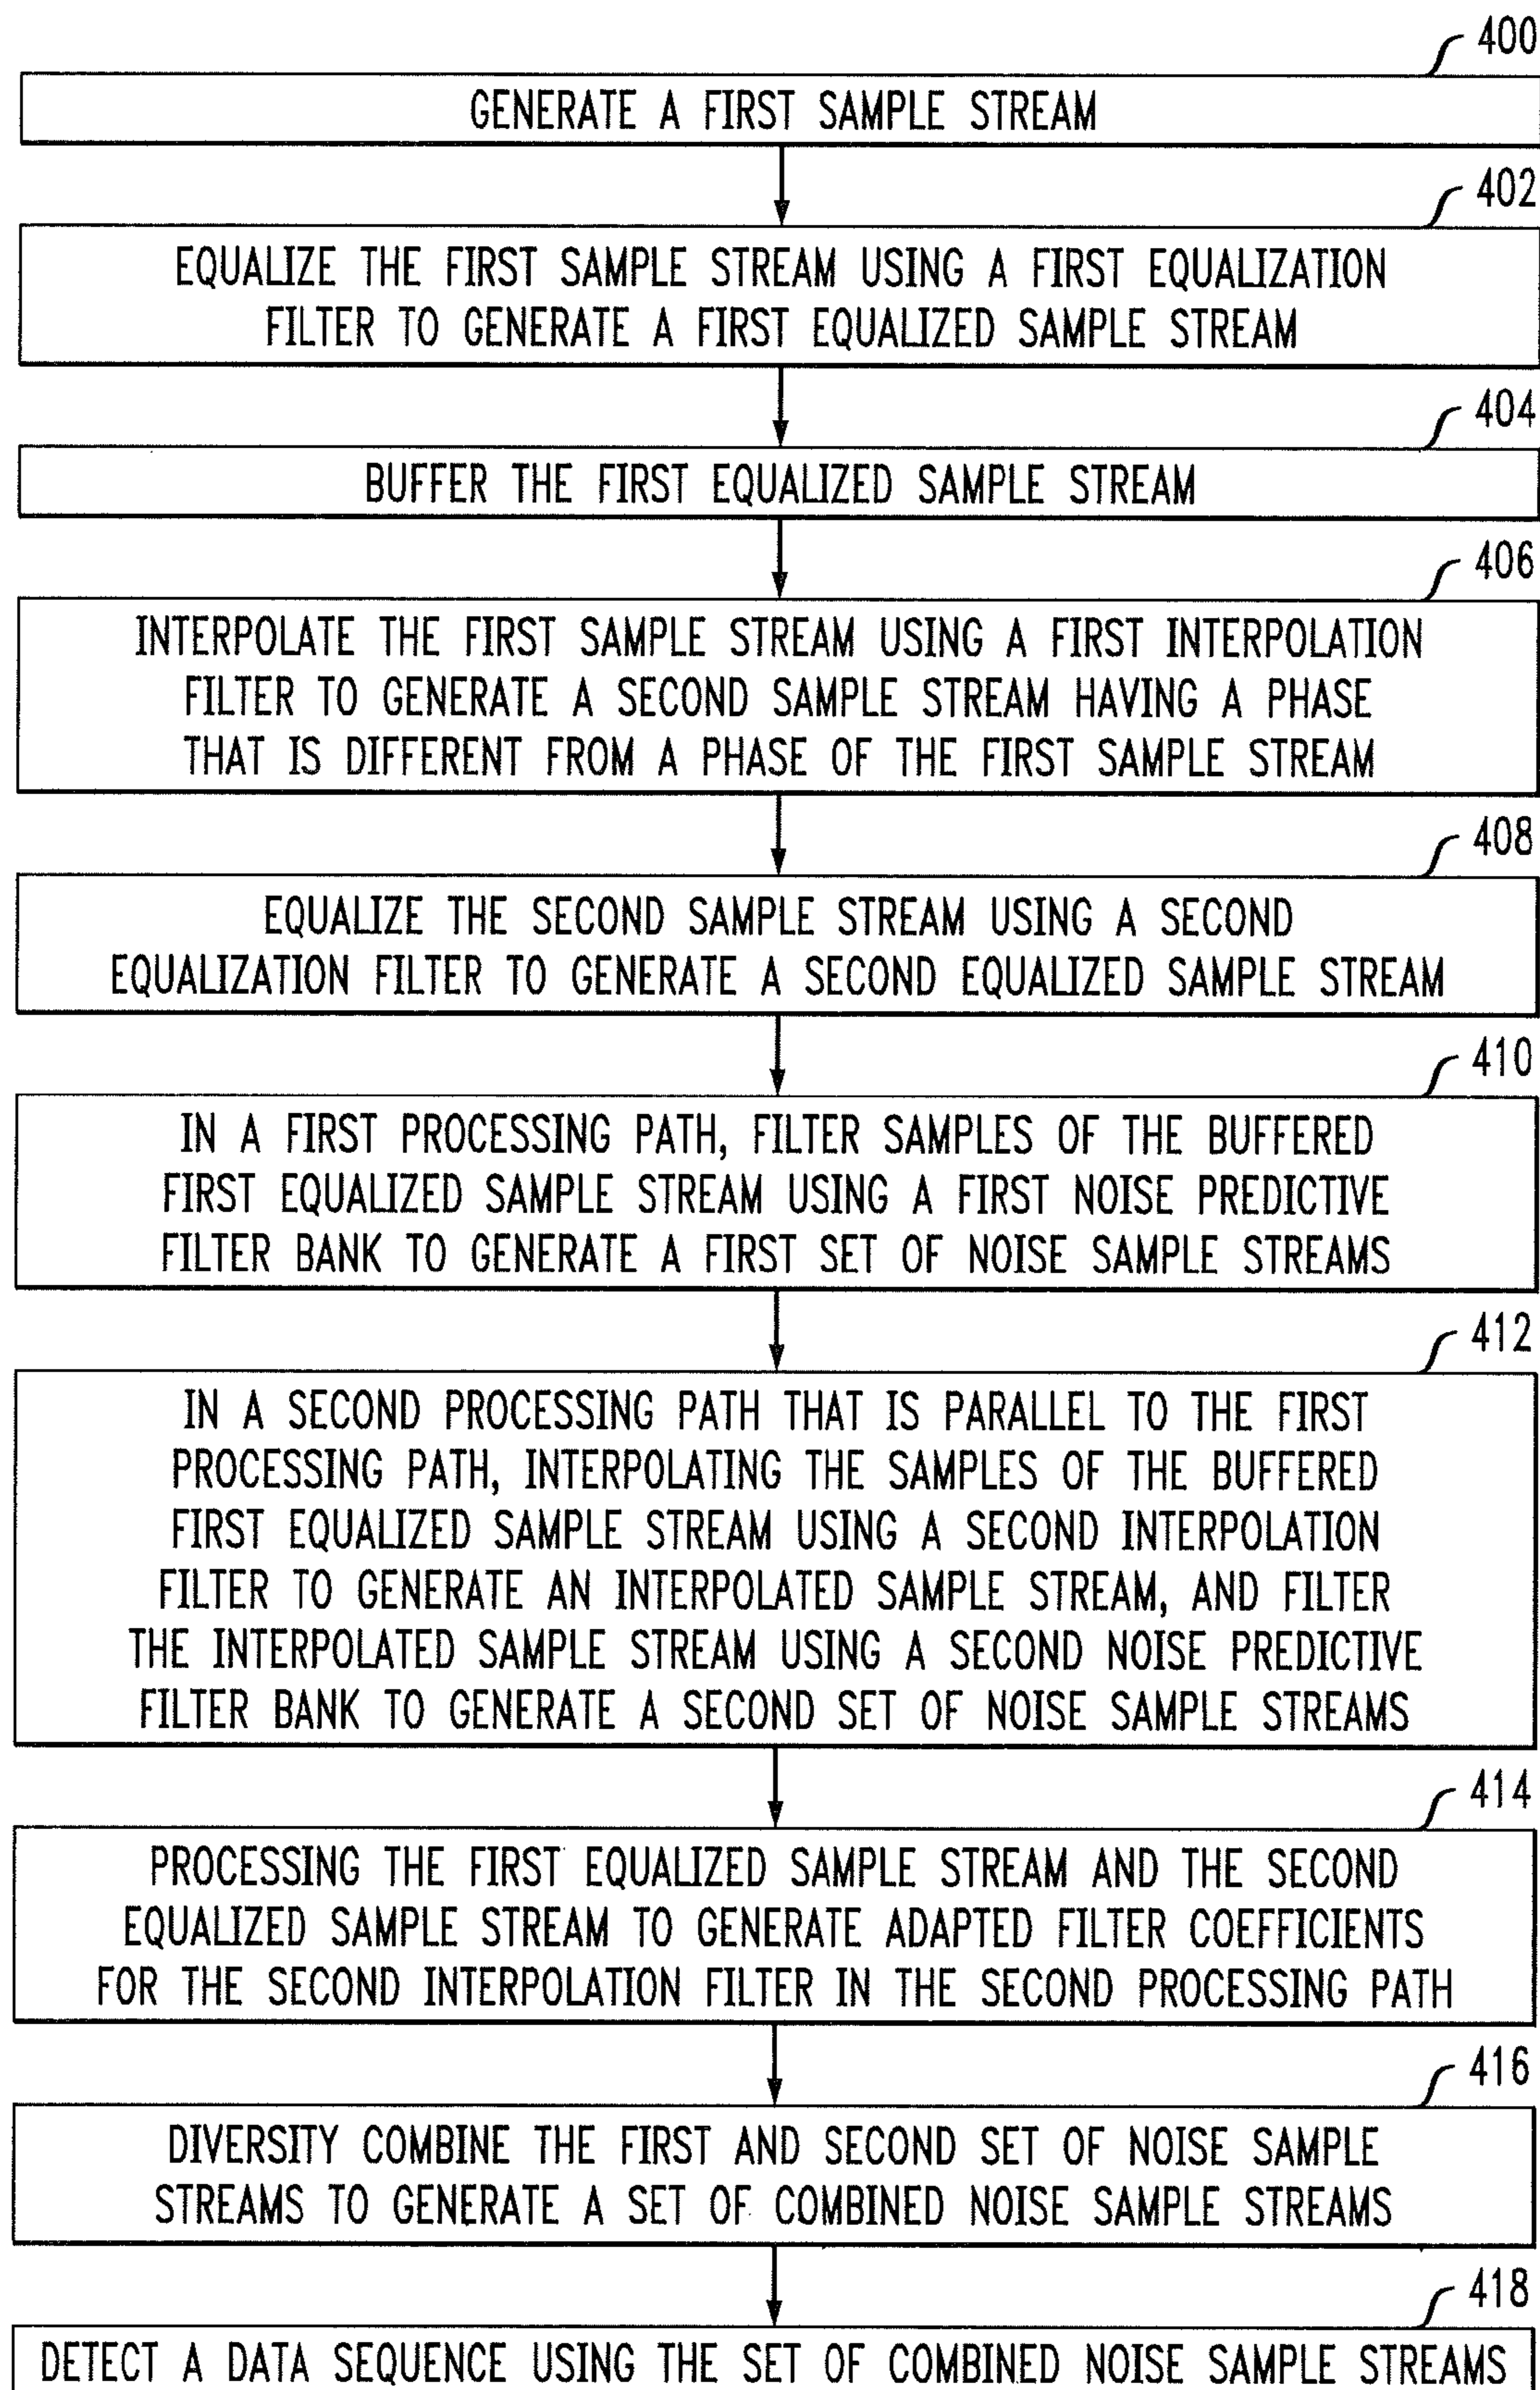 400
GENERATE A FIRST SAMPLE STREAM
402
EQUALIZE THE FIRST SAMPLE STREAM USING A FIRST EQUALIZATION
FILTER TO GENERATE A FIRST EQUALIZED SAMPLE STREAM
404
BUFFER THE FIRST EQUALIZED SAMPLE STREAM
406
INTERPOLATE THE FIRST SAMPLE STREAM USING A FIRST INTERPOLATION
FILTER TO GENERATE A SECOND SAMPLE STREAM HAVING A PHASE
THAT IS DIFFERENT FROM A PHASE OF THE FIRST SAMPLE STREAM
408
EQUALIZE THE SECOND SAMPLE STREAM USING A SECOND
EQUALIZATION FILTER TO GENERATE A SECOND EQUALIZED SAMPLE STREAM
410
IN A FIRST PROCESSING PATH, FILTER SAMPLES OF THE BUFFERED
FIRST EQUALIZED SAMPLE STREAM USING A FIRST NOISE PREDICTIVE
FILTER BANK TO GENERATE A FIRST SET OF NOISE SAMPLE STREAMS
412
IN A SECOND PROCESSING PATH THAT IS PARALLEL TO THE FIRST
PROCESSING PATH, INTERPOLATING THE SAMPLES OF THE BUFFERED
FIRST EQUALIZED SAMPLE STREAM USING A SECOND INTERPOLATION
FILTER TO GENERATE AN INTERPOLATED SAMPLE STREAM, AND FILTER
THE INTERPOLATED SAMPLE STREAM USING A SECOND NOISE PREDICTIVE
FILTER BANK TO GENERATE A SECOND SET OF NOISE SAMPLE STREAMS
414
PROCESSING THE FIRST EQUALIZED SAMPLE STREAM AND THE SECOND
EQUALIZED SAMPLE STREAM TO GENERATE ADAPTED FILTER COEFFICIENTS
FOR THE SECOND INTERPOLATION FILTER IN THE SECOND PROCESSING PATH
416
DIVERSITY COMBINE THE FIRST AND SECOND SET OF NOISE SAMPLE
STREAMS TO GENERATE A SET OF COMBINED NOISE SAMPLE STREAMS
418
DETECT A DATA SEQUENCE USING THE SET OF COMBINED NOISE SAMPLE STREAMS